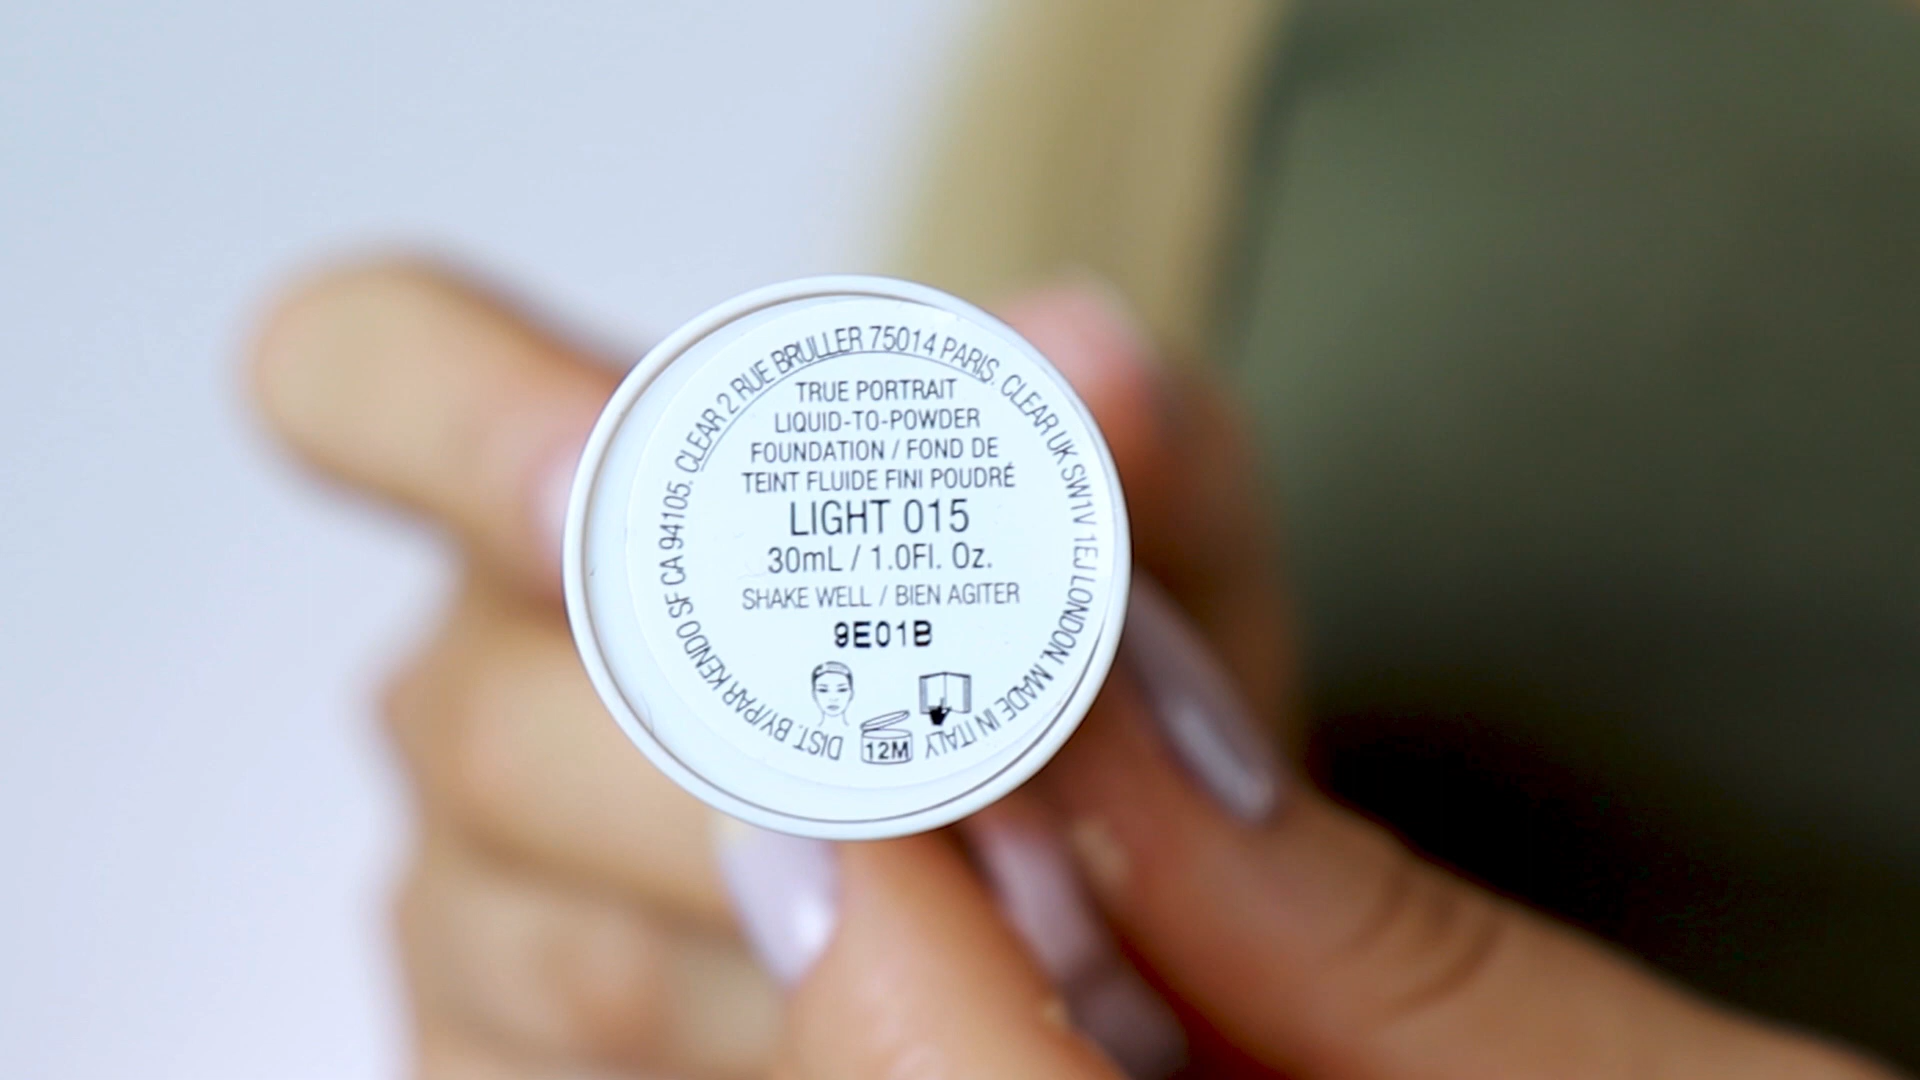 TRUE PORTRAIT
LIQUID-TO-POWDER
FOUNDATION / FOND DE
TEINT FLUIDE FINI POUDRÉ
LIGHT 015
30mL / 1.0Fl. Oz.
SHAKE WELL / BIEN AGITER
9E01B
12M
DIST. BY/PAR KENDO SF CA 94105. CLEAR 2 RUE BRULLER 75014 PARIS. CLEAR UK SW1V 1EJ LONDON. MADE IN ITALY